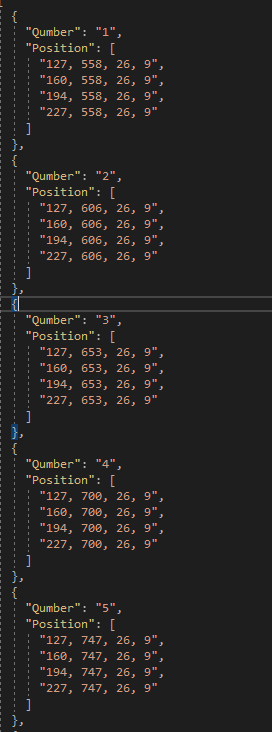 {
"Qumber": "1",
"Position": [
"127, 558, 26, 9",
"160, 558, 26, 9",
"194, 558, 26, 9",
"227, 558, 26, 9"
]
},
{
"Qumber": "2",
"Position": [
"127, 606, 26, 9",
"160, 606, 26, 9",
"194, 606, 26, 9",
"227, 606, 26, 9"
]
},
{
"Qumber": "3",
"Position": [
"127, 653, 26, 9",
"160, 653, 26, 9",
"194, 653, 26, 9",
"227, 653, 26, 9"
]
},
{
"Qumber": "4",
"Position": [
"127, 700, 26, 9",
"160, 700, 26, 9",
"194, 700, 26, 9",
"227, 700, 26, 9"
]
},
{
"Qumber": "5",
"Position": [
"127, 747, 26, 9",
"160, 747, 26, 9",
"194, 747, 26, 9",
"227, 747, 26, 9"
]
},